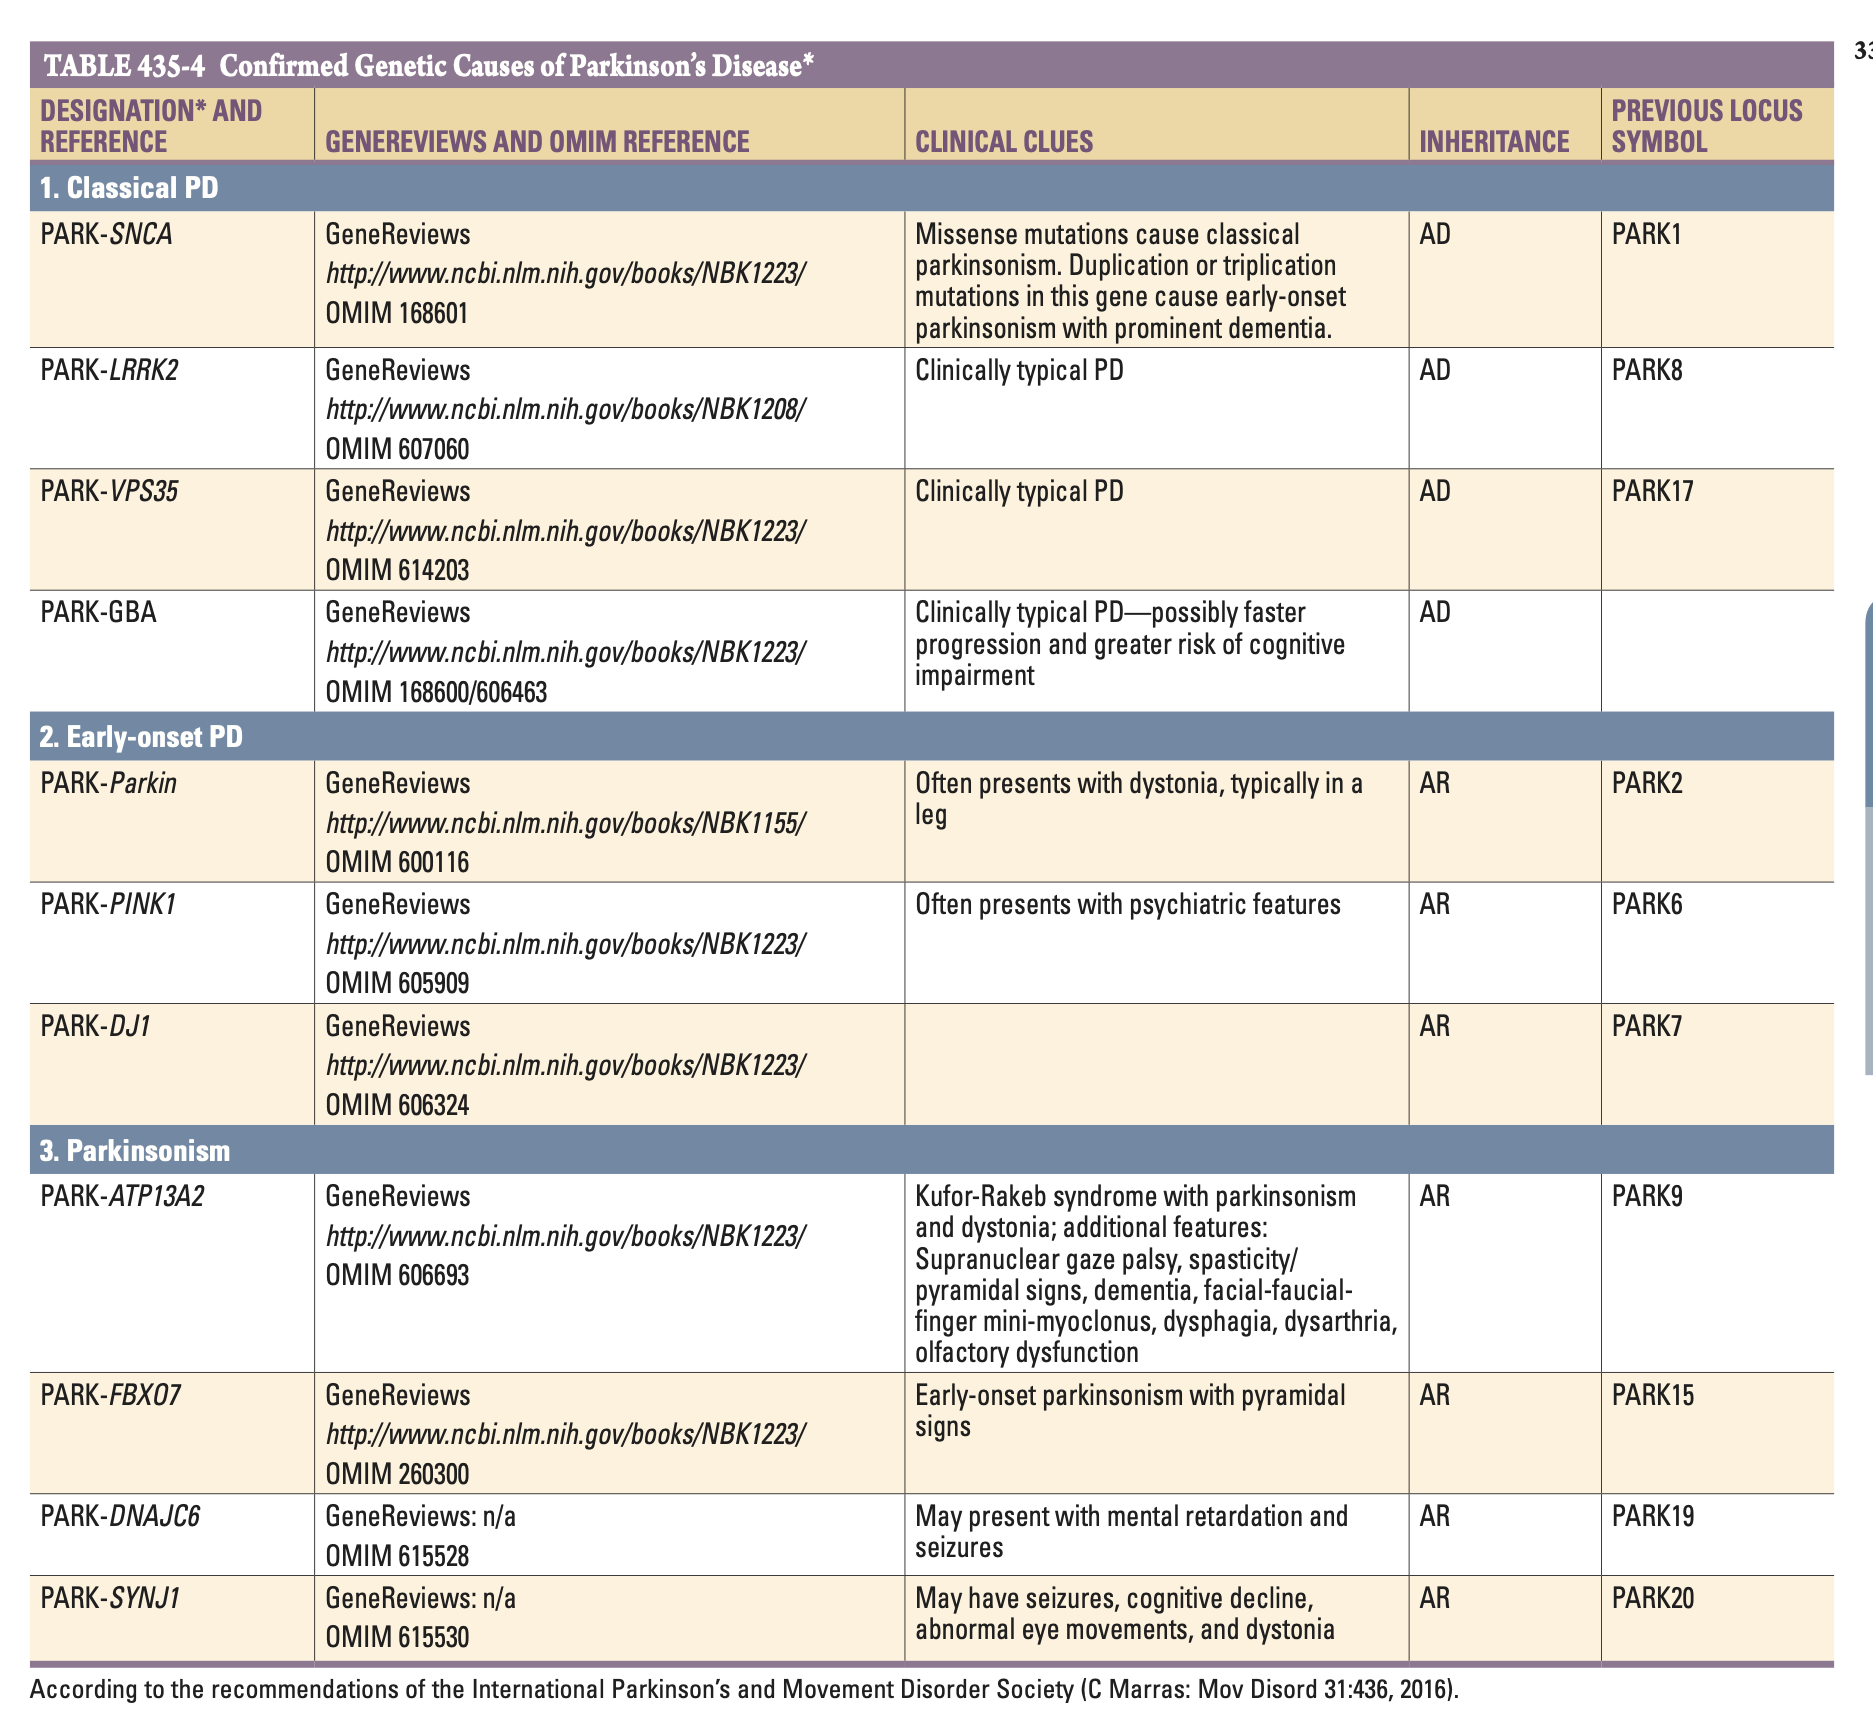 33
TABLE 435-4 Confirmed Genetic Causes of Parkinson's Disease*
DESIGNATION* AND
REFERENCE
GENEREVIEWS AND OMIM REFERENCE
CLINICAL CLUES
INHERITANCE
PREVIOUS LOCUS
SYMBOL
1. Classical PD
PARK-SNCA
GeneReviews
http://www.ncbi.nlm.nih.gov/books/NBK1223/
OMIM 168601
Missense mutations cause classical
parkinsonism. Duplication or triplication
mutations in this gene cause early-onset
parkinsonism with prominent dementia.
AD
PARK1
PARK-LRRK2
GeneReviews
http://www.ncbi.nlm.nih.gov/books/NBK1208/
OMIM 607060
Clinically typical PD
AD
PARK8
PARK-VPS35
GeneReviews
http://www.ncbi.nlm.nih.gov/books/NBK1223/
OMIM 614203
Clinically typical PD
AD
PARK17
PARK-GBA
GeneReviews
http://www.ncbi.nlm.nih.gov/books/NBK1223/
OMIM 168600/606463
Clinically typical PD—possibly faster
progression and greater risk of cognitive
impairment
AD
2. Early-onset PD
PARK-Parkin
GeneReviews
http://www.ncbi.nlm.nih.gov/books/NBK1155/
OMIM 600116
Often presents with dystonia, typically in a
leg
AR
PARK2
PARK-PINK1
GeneReviews
http://www.ncbi.nlm.nih.gov/books/NBK1223/
OMIM 605909
Often presents with psychiatric features
AR
PARK6
PARK-DJ1
GeneReviews
http://www.ncbi.nlm.nih.gov/books/NBK1223/
OMIM 606324
AR
PARK7
3. Parkinsonism
PARK-ATP13A2
GeneReviews
http://www.ncbi.nlm.nih.gov/books/NBK1223/
OMIM 606693
Kufor-Rakeb syndrome with parkinsonism
and dystonia; additional features:
Supranuclear gaze palsy, spasticity/
pyramidal signs, dementia, facial-faucial-
finger mini-myoclonus, dysphagia, dysarthria,
olfactory dysfunction
AR
PARK9
PARK-FBXO7
GeneReviews
http://www.ncbi.nlm.nih.gov/books/NBK1223/
OMIM 260300
Early-onset parkinsonism with pyramidal
signs
AR
PARK15
PARK-DNAJC6
GeneReviews: n/a
OMIM 615528
May present with mental retardation and
seizures
AR
PARK19
PARK-SYNJ1
GeneReviews: n/a
OMIM 615530
May have seizures, cognitive decline,
abnormal eye movements, and dystonia
AR
PARK20
According to the recommendations of the International Parkinson's and Movement Disorder Society (C Marras: Mov Disord 31:436, 2016).